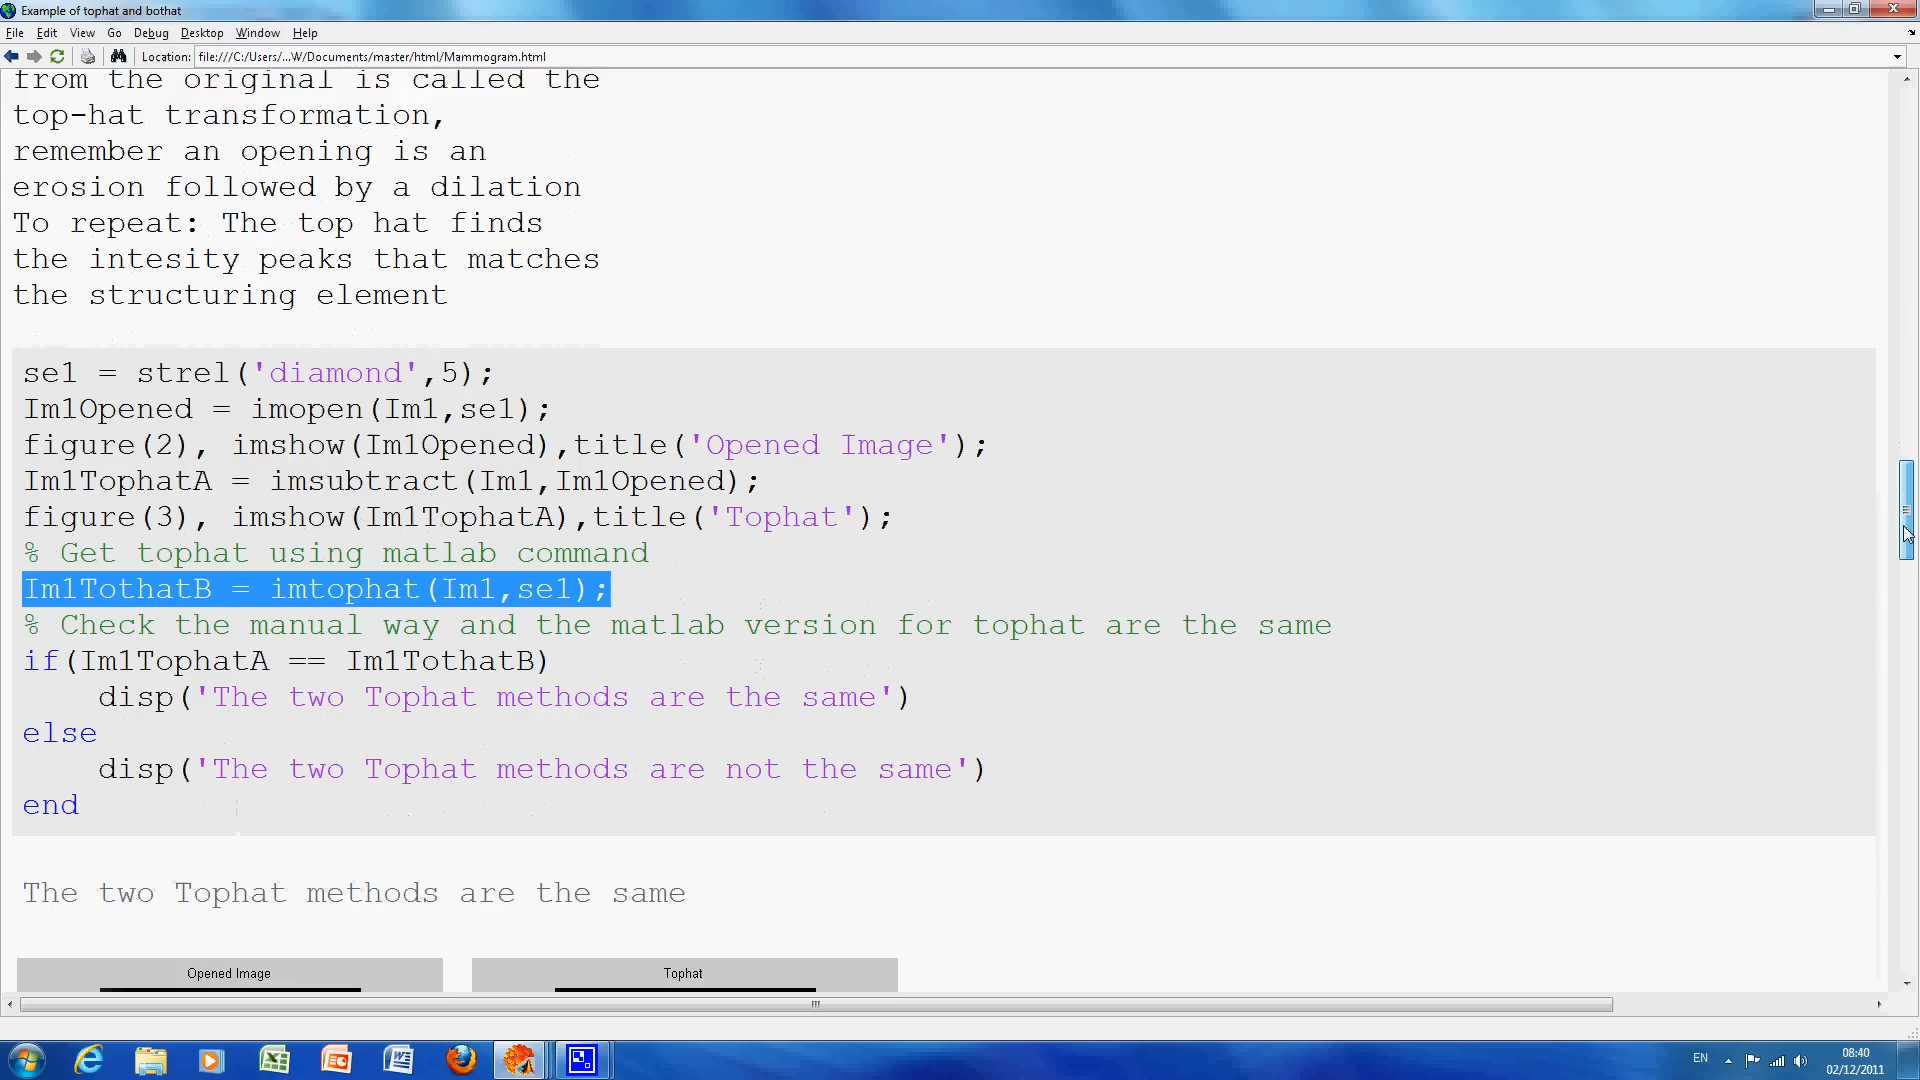 Example of tophat and bothat
File Edit View Go Debug Desktop Window Help
Location: file:///C:/Users/...W/Documents/master/html/Mammogram.html
from the original is called the
top-hat transformation,
remember an opening is an
erosion followed by a dilation
To repeat: The top hat finds
the intesity peaks that matches
the structuring element
se1 = strel('diamond',5);
Im1Opened = imopen(Im1,se1);
figure(2), imshow(Im1Opened),title('Opened Image');
Im1TophatA = imsubtract(Im1,Im1Opened);
figure(3), imshow(Im1TophatA),title('Tophat');
% Get tophat using matlab command
Im1TothatB = imtophat(Im1,se1);
% Check the manual way and the matlab version for tophat are the same
if(Im1TophatA == Im1TothatB)
disp('The two Tophat methods are the same')
else
disp('The two Tophat methods are not the same')
end
The two Tophat methods are the same
Opened Image Tophat
EN 08:40
02/12/2011